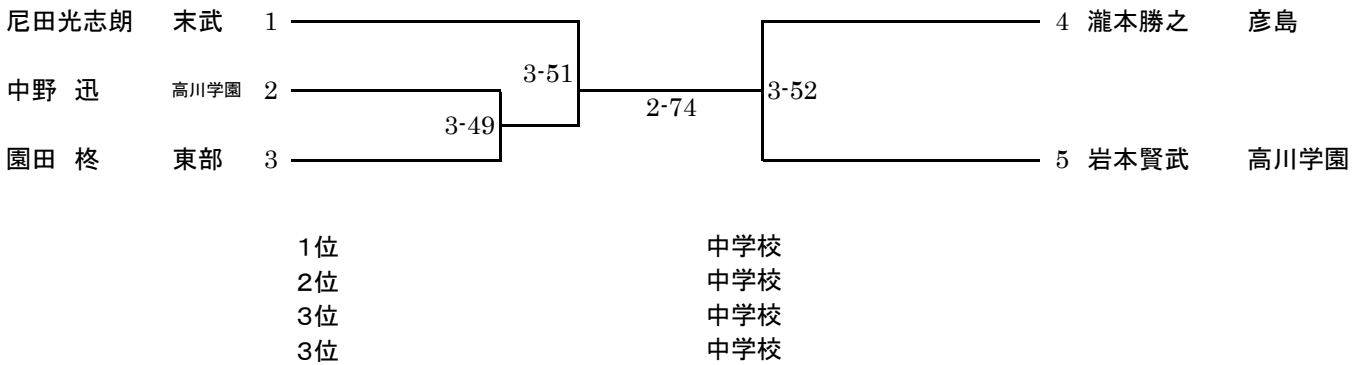 尼田光志朗 末武 1
4 瀧本勝之 彦島
3-51
中野 迅 高川学園 2
3-52
2-74
3-49
園田 柊 東部 3
5 岩本賢武 高川学園
1位 中学校
2位 中学校
3位 中学校
3位 中学校